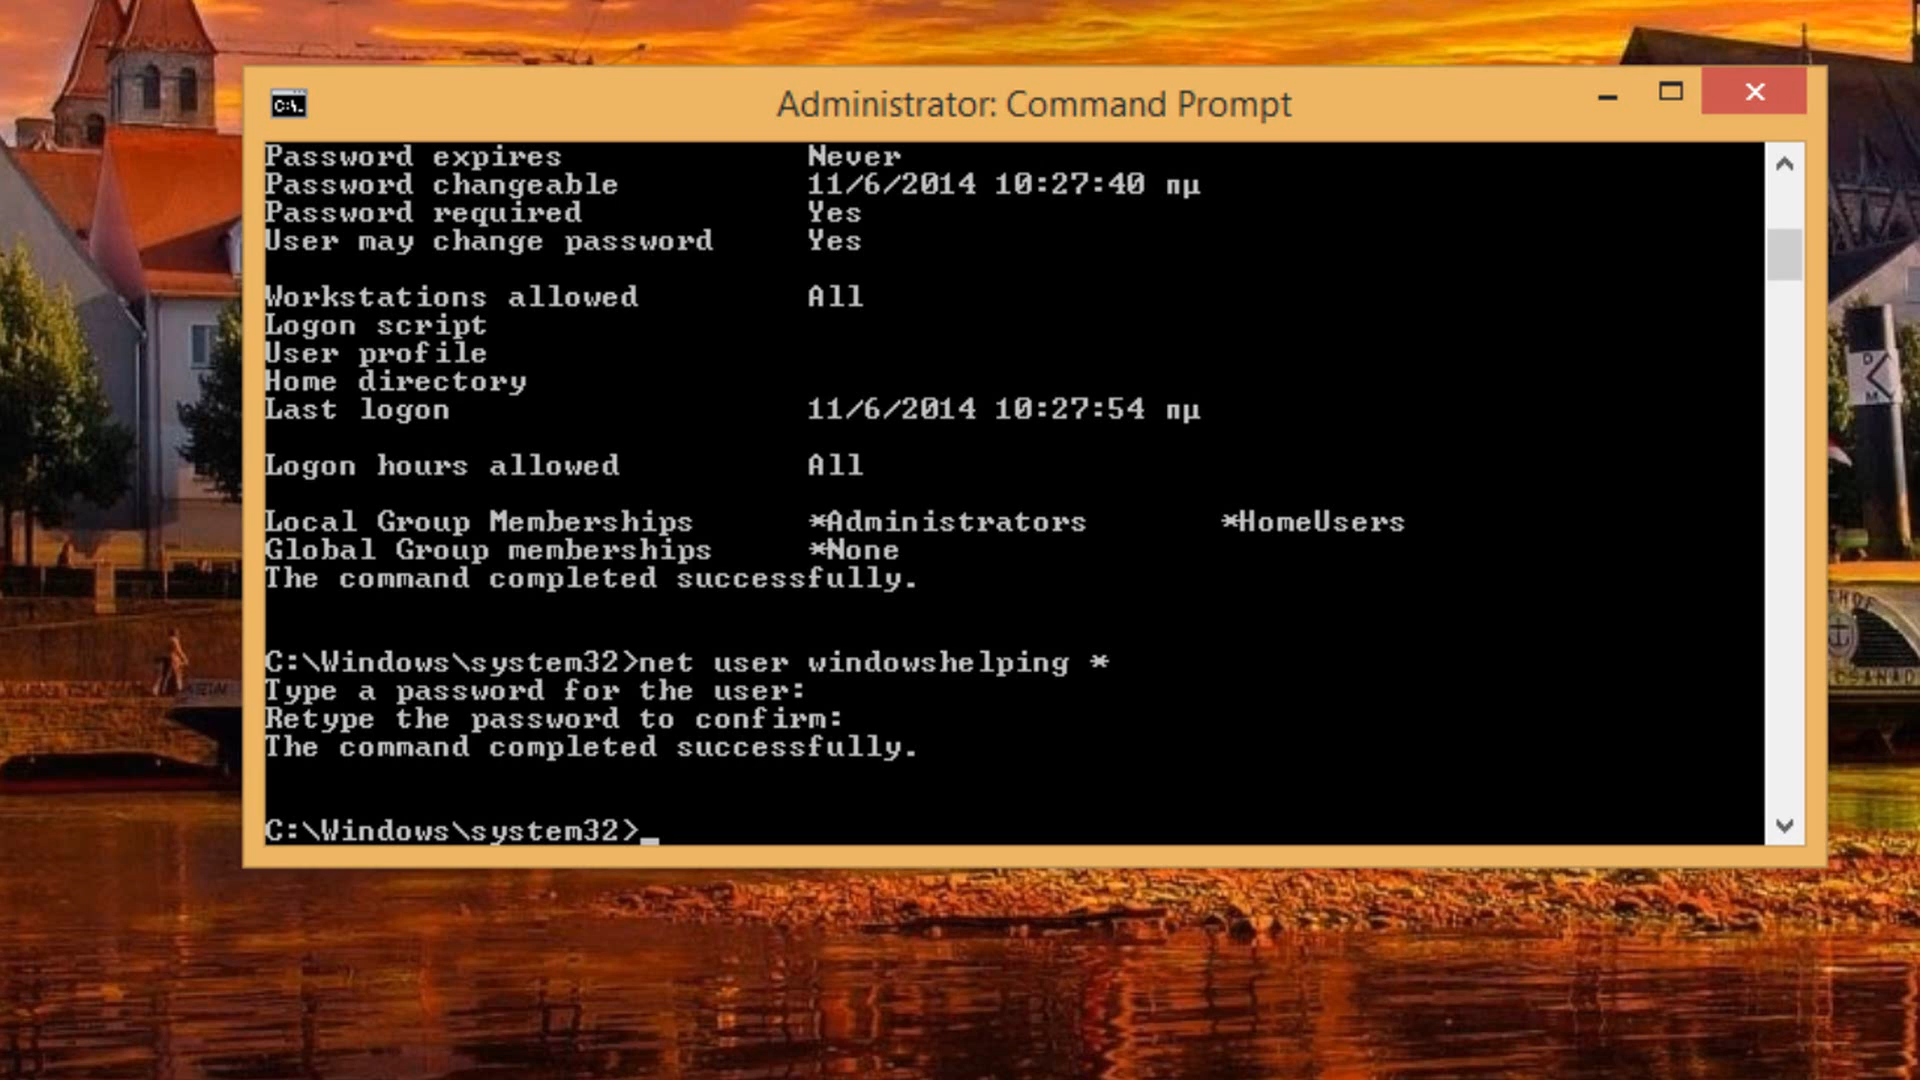 Administrator: Command Prompt
Password expires Never
Password changeable 11/6/2014 10:27:40 πμ
Password required Yes
User may change password Yes
Workstations allowed All
Logon script
User profile
Home directory
Last logon 11/6/2014 10:27:54 πμ
Logon hours allowed All
Local Group Memberships *Administrators *HomeUsers
Global Group memberships *None
The command completed successfully.
C:\Windows\system32>net user windowshelping *
Type a password for the user:
Retype the password to confirm:
The command completed successfully.
C:\Windows\system32>_